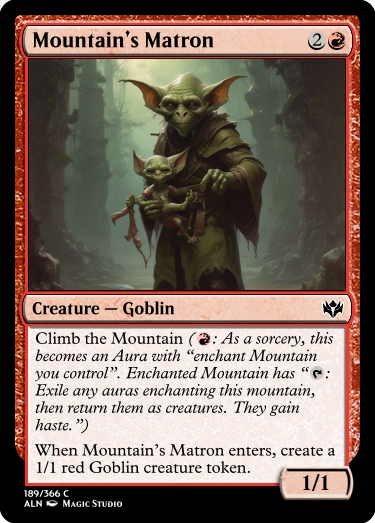 Mountain's Matron 2
Creature — Goblin
Climb the Mountain (🔴: As a sorcery, this
becomes an Aura with “enchant Mountain
you control”. Enchanted Mountain has “
:
Exile any auras enchanting this mountain,
then return them as creatures. They gain
haste.”)
When Mountain's Matron enters, create a
1/1 red Goblin creature token.
1/1
189/366 C
ALN Magic Studio